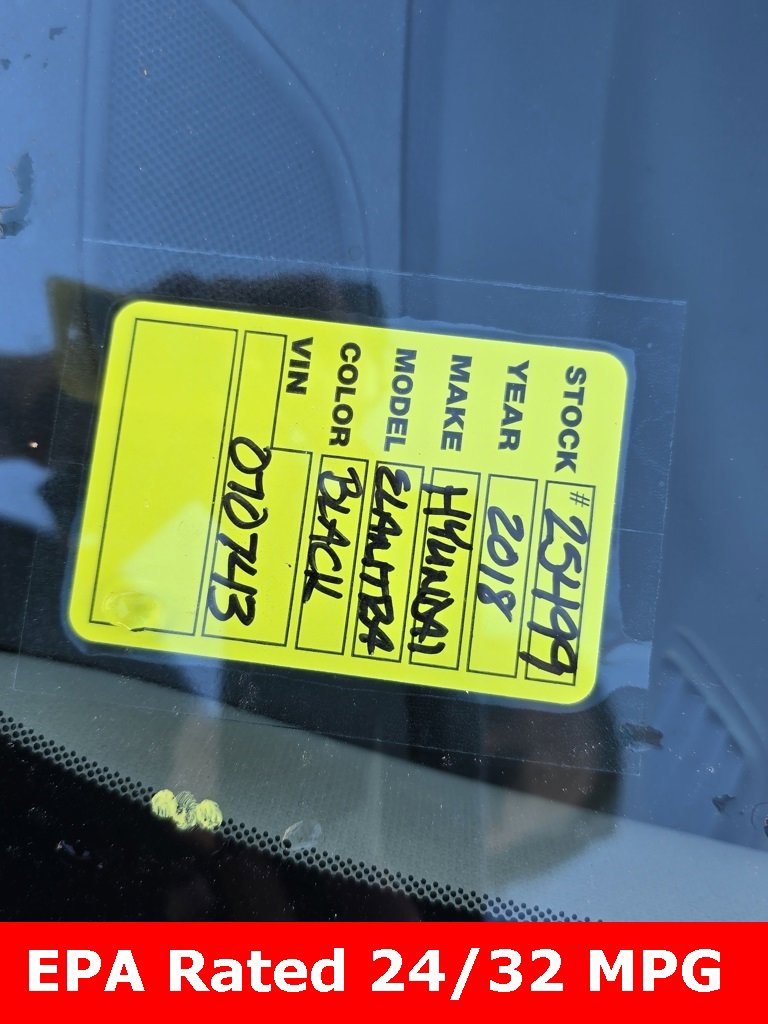 STOCK # 25499
YEAR 2018
MAKE HYUNDAI
MODEL ELANTRA
COLOR BLACK
VIN
070743
EPA Rated 24/32 MPG